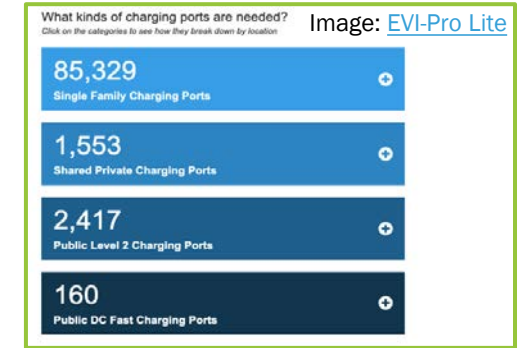 What kinds of charging ports are needed?
Click on the categories to see how they break down by location
Image: EVI-Pro Lite
85,329
Single Family Charging Ports
1,553
Shared Private Charging Ports
2,417
Public Level 2 Charging Ports
160
Public DC Fast Charging Ports